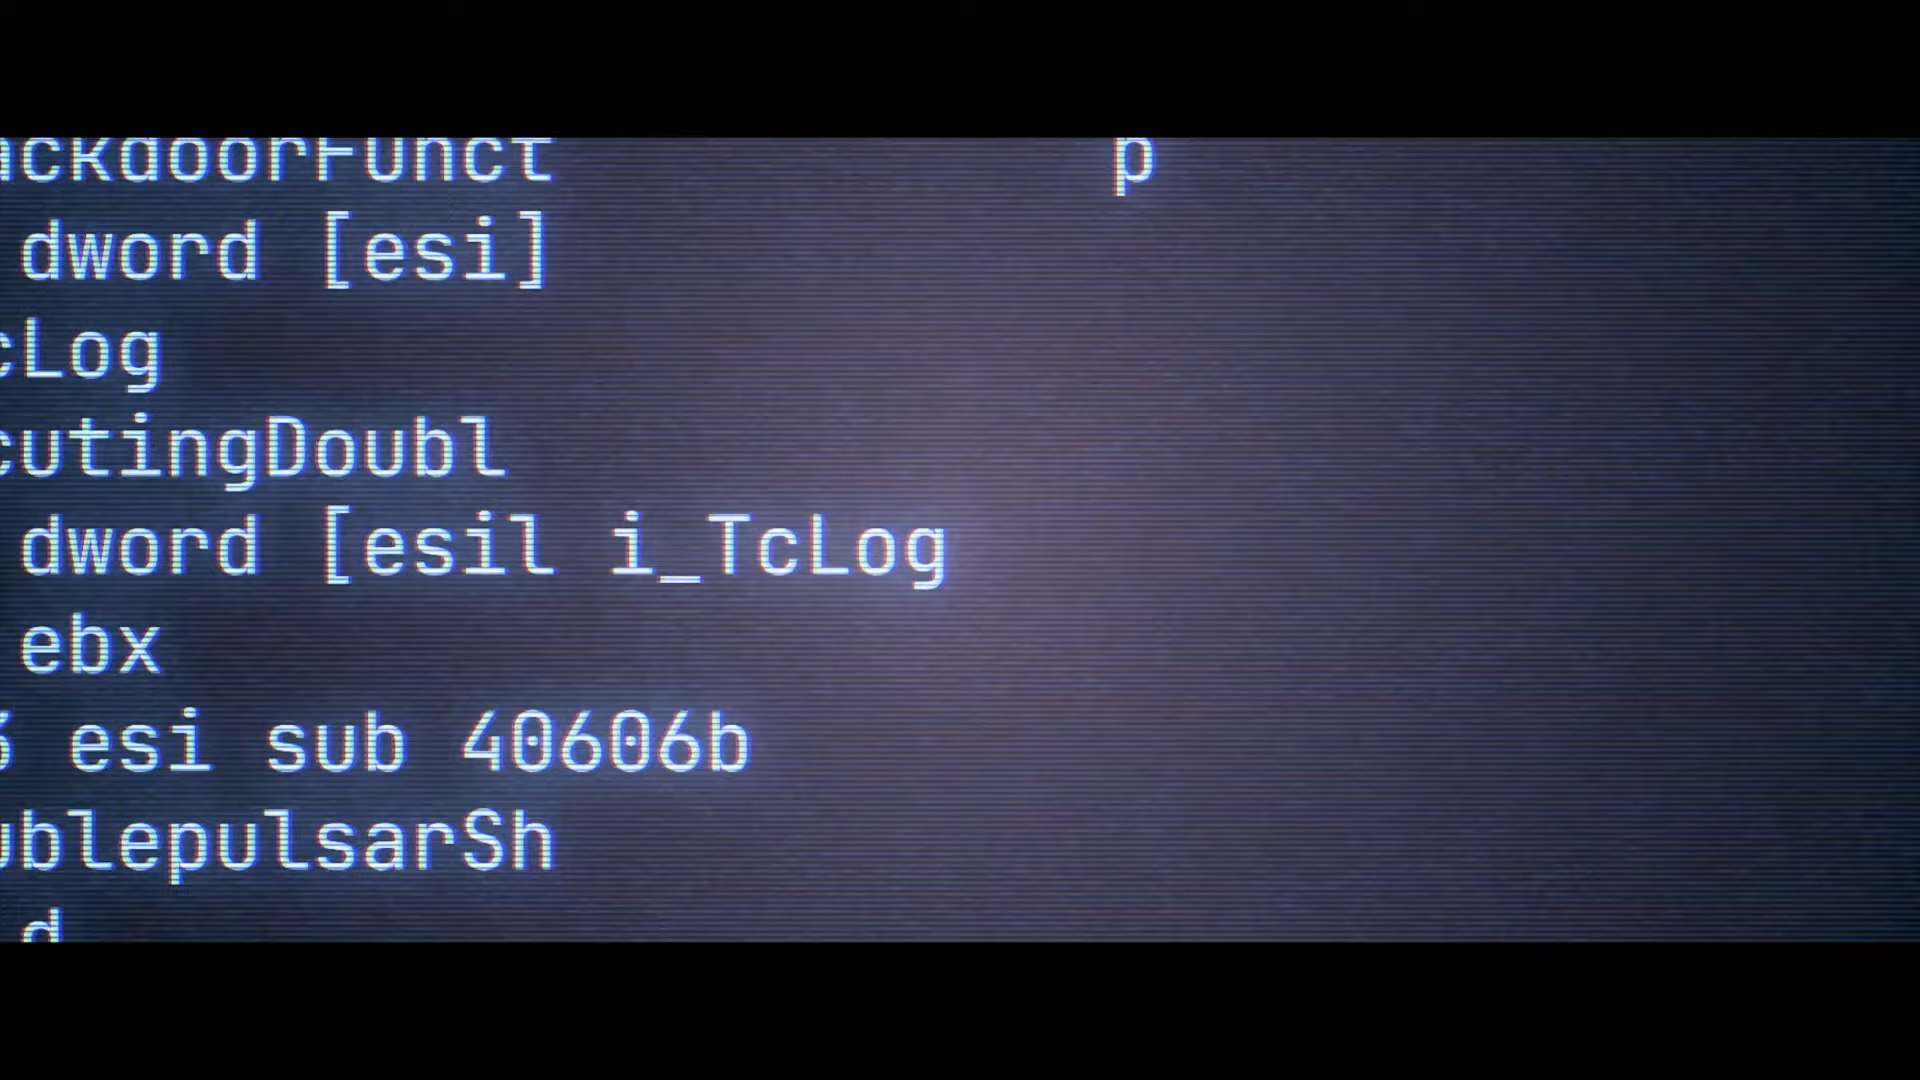 ackdoorFunct p
dword [esi]
cLog
cutingDoubl
dword [esil i_TcLog
ebx
esi sub 40606b
ublepulsarSh
d